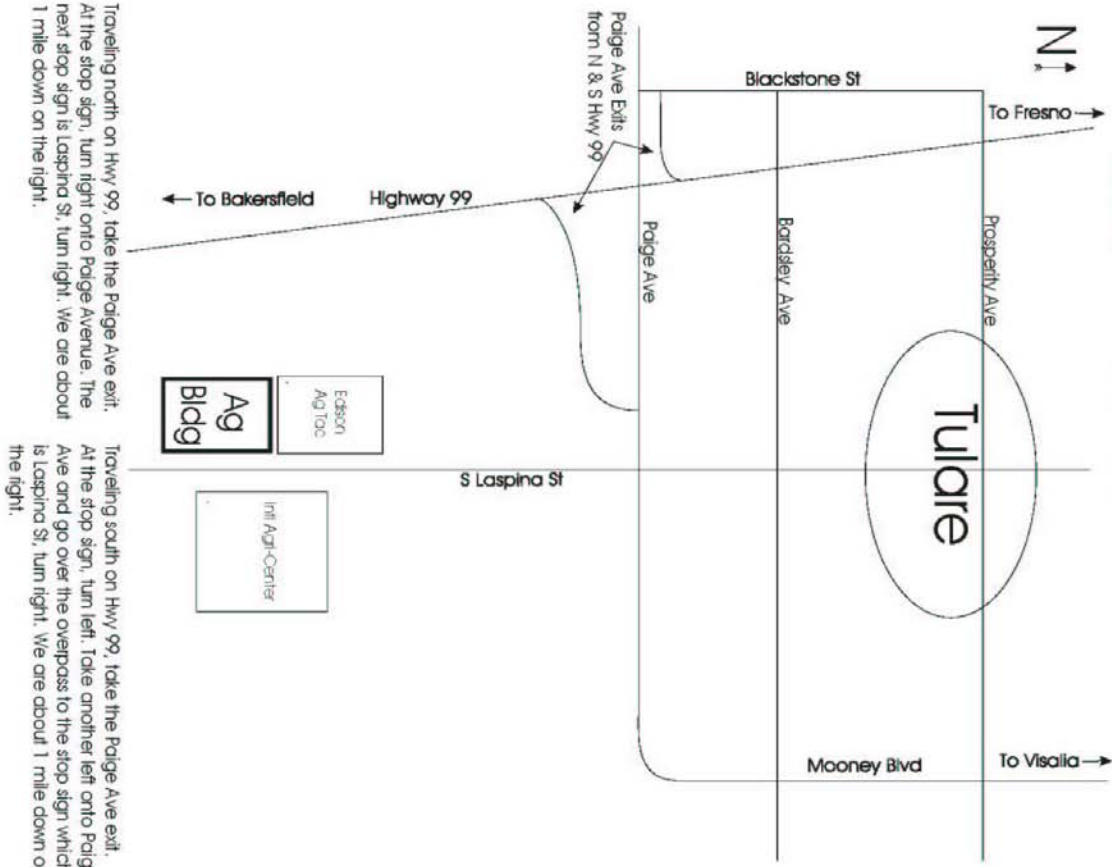 N
To Fresno
Blackstone St
Paige Ave Exits
from N & S Hwy 99
Prosperity Ave
Bardsley Ave
Paige Ave
Highway 99
To Bakersfield
Tulare
Edison
Ag Tac
Ag
Bldg
S Laspina St
Intl Agri-Center
Mooney Blvd
To Visalia
Traveling north on Hwy 99, take the Paige Ave exit.
At the stop sign, turn right onto Paige Avenue. The
next stop sign is Laspina St, turn right. We are about
1 mile down on the right.
Traveling south on Hwy 99, take the Paige Ave exit.
At the stop sign, turn left. Take another left onto Paig
Ave and go over the overpass to the stop sign whic
is Laspina St, turn right. We are about 1 mile down o
the right.